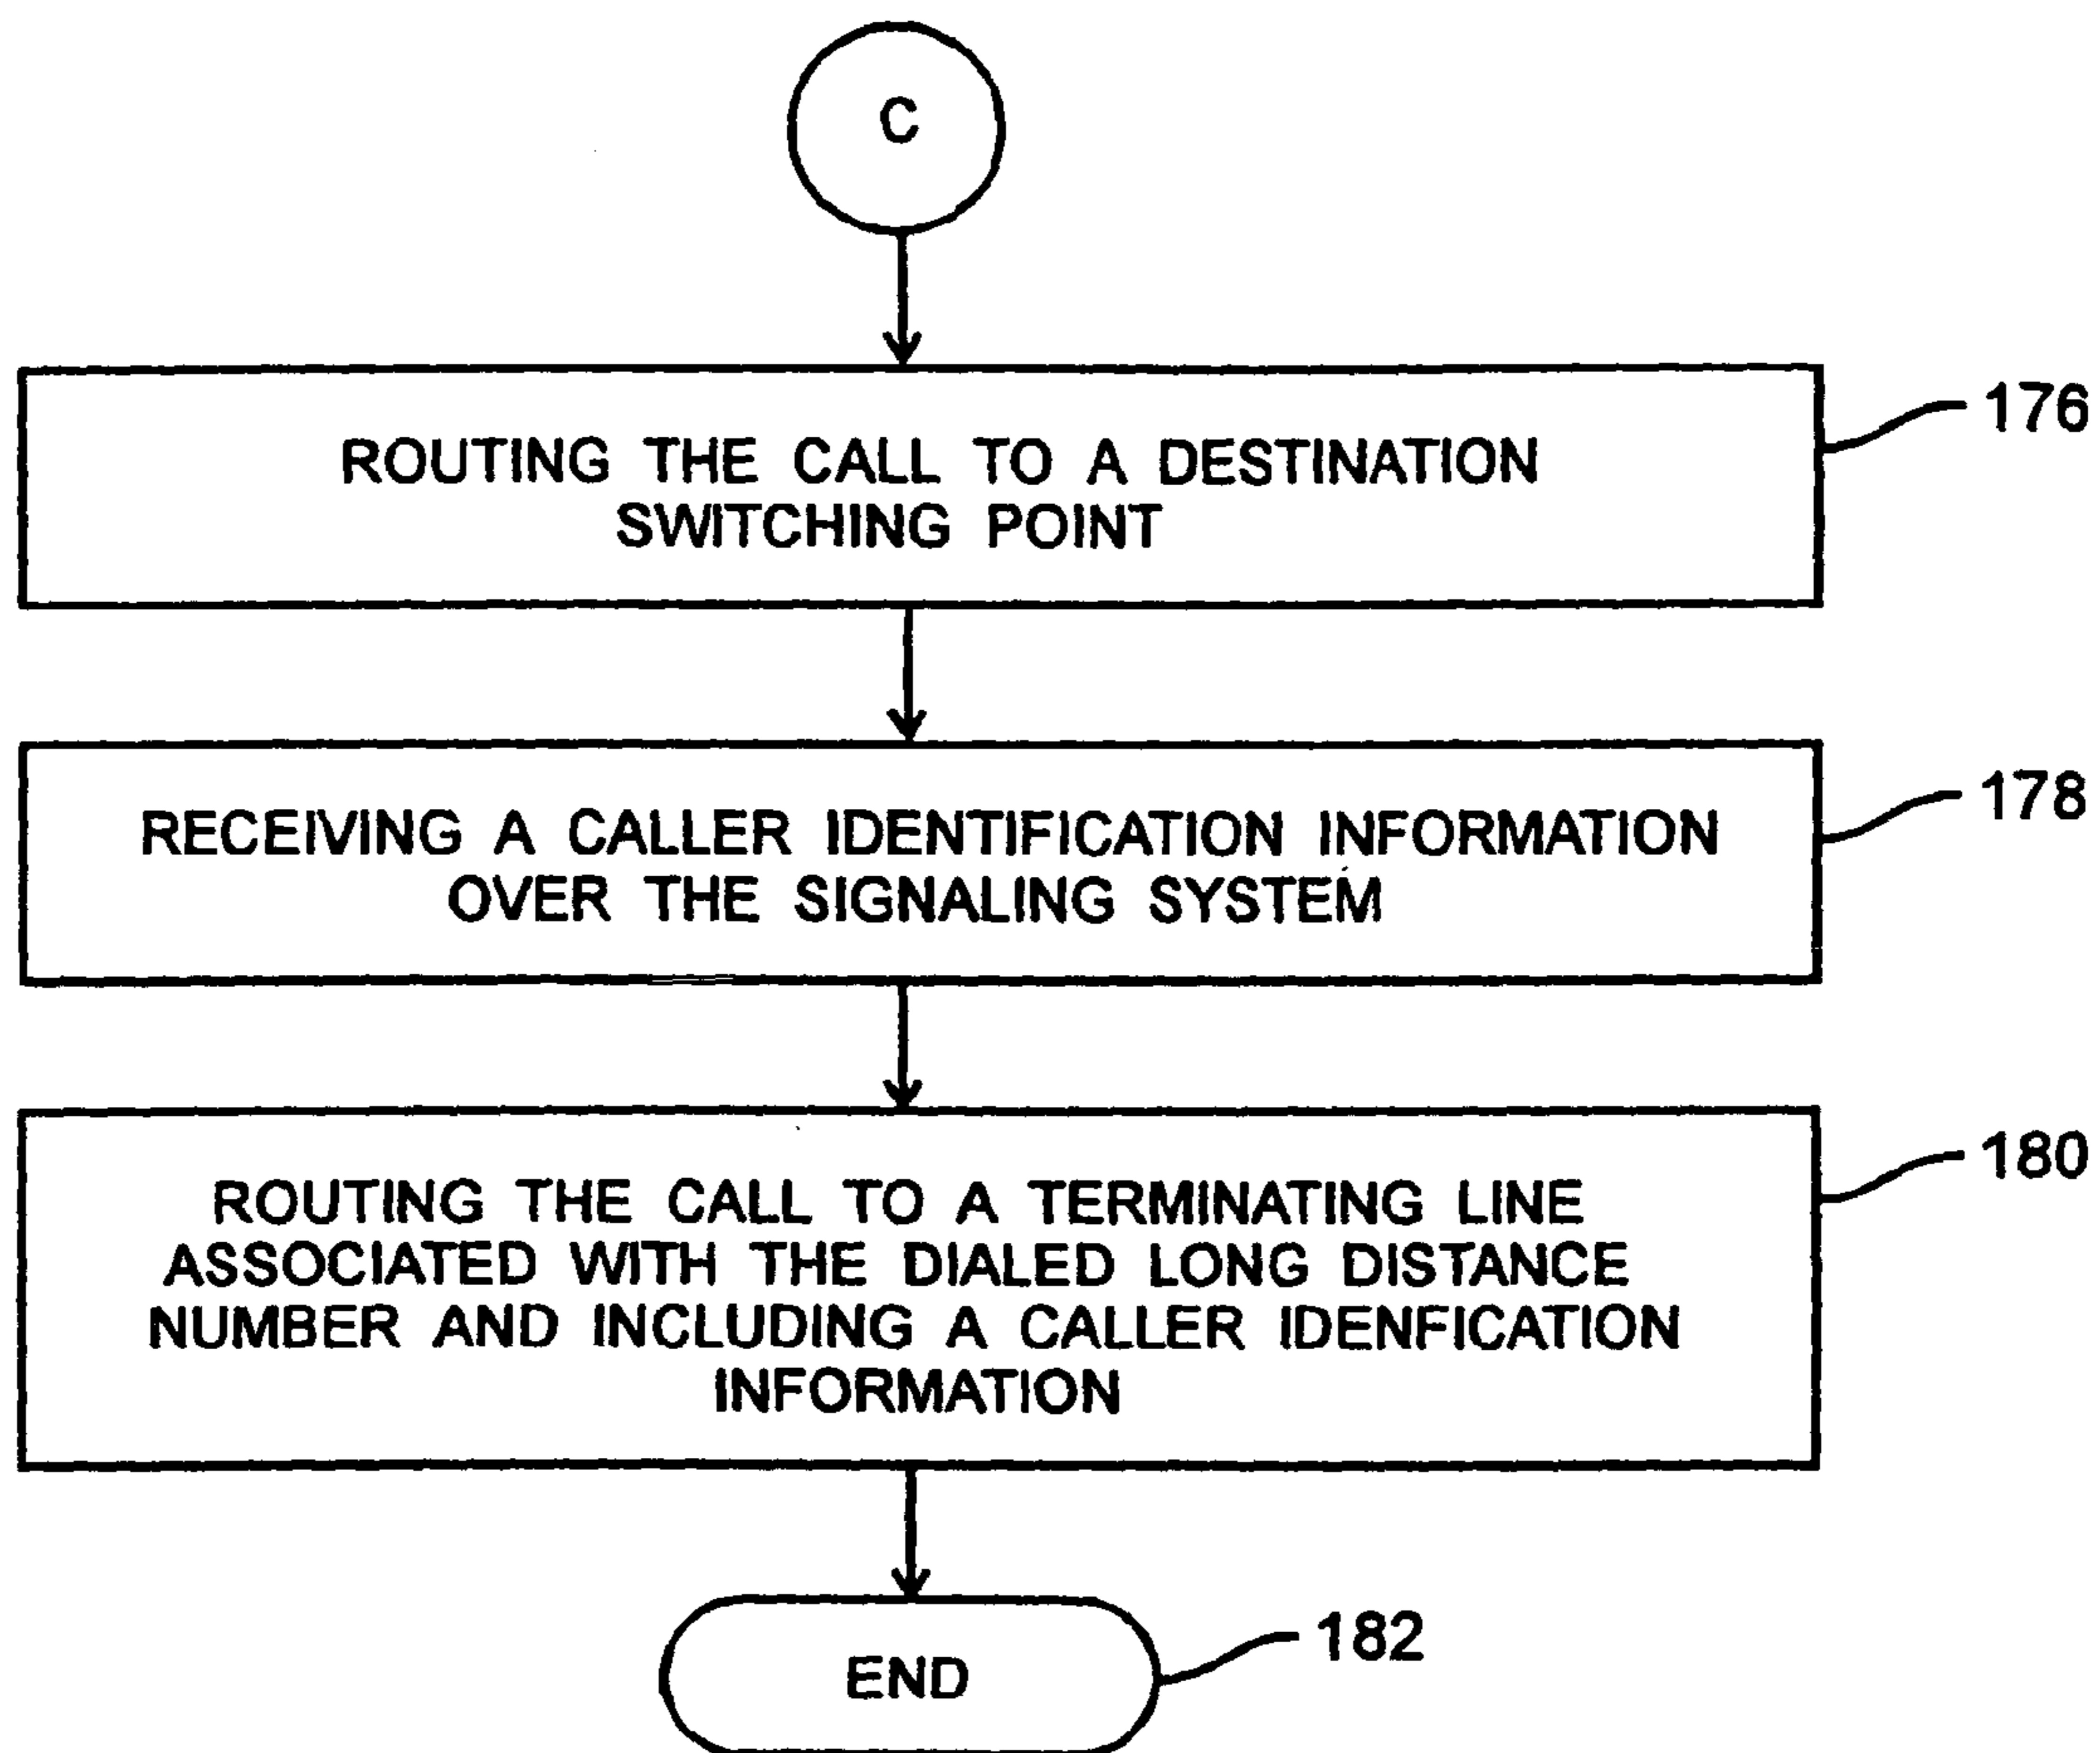 C
176
ROUTING THE CALL TO A DESTINATION
SWITCHING POINT
178
RECEIVING A CALLER IDENTIFICATION INFORMATION
OVER THE SIGNALING SYSTEM
180
ROUTING THE CALL TO A TERMINATING LINE
ASSOCIATED WITH THE DIALED LONG DISTANCE
NUMBER AND INCLUDING A CALLER IDENFICATION
INFORMATION
182
END